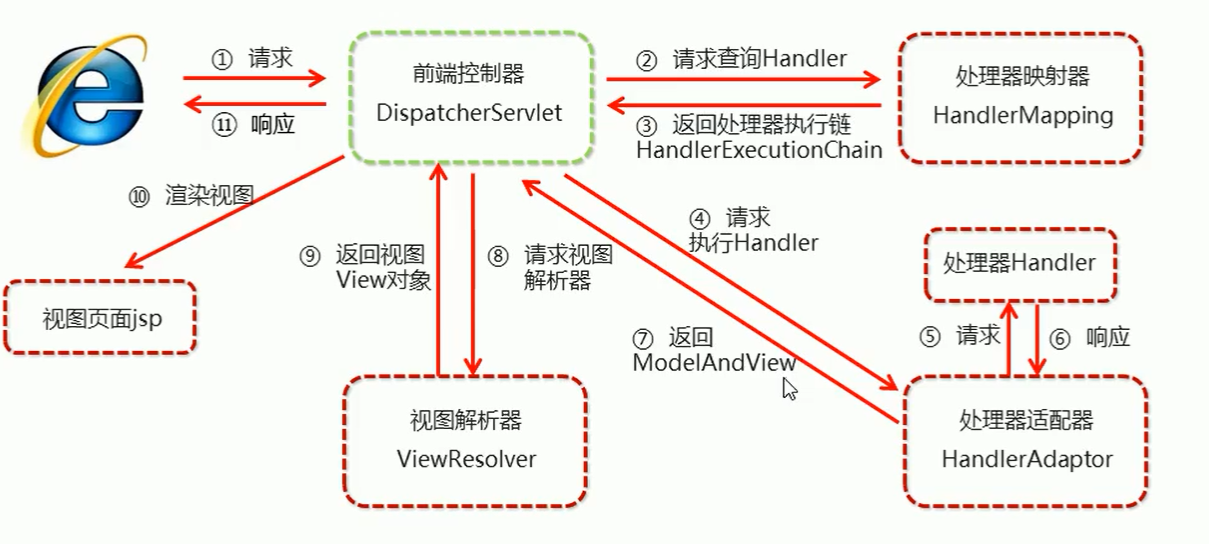 ① 请求
⑪ 响应
前端控制器
DispatcherServlet
② 请求查询Handler
③ 返回处理器执行链
HandlerExecutionChain
处理器映射器
HandlerMapping
⑩ 渲染视图
④ 请求
执行Handler
⑨ 返回视图
View对象
⑧ 请求视图
解析器
处理器Handler
视图页面jsp
⑦ 返回
ModelAndView
⑤ 请求
⑥ 响应
视图解析器
ViewResolver
处理器适配器
HandlerAdaptor